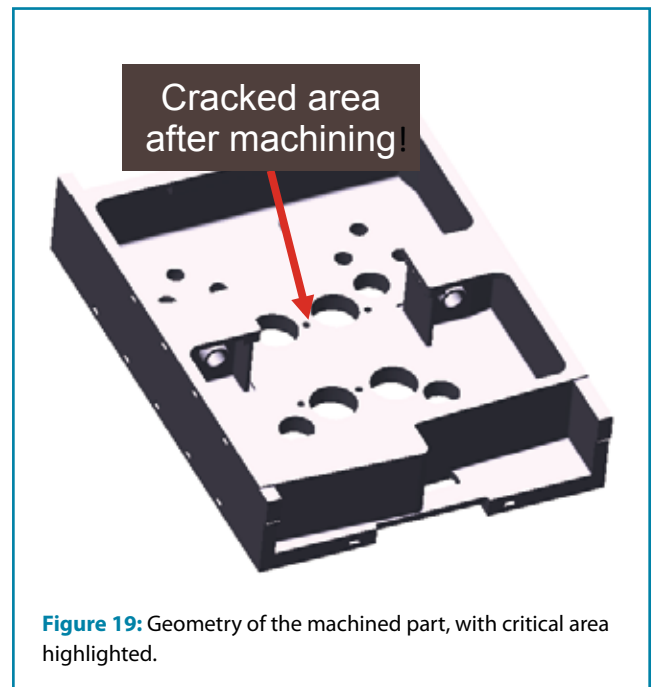 Cracked area
after machining!
Figure 19: Geometry of the machined part, with critical area
highlighted.